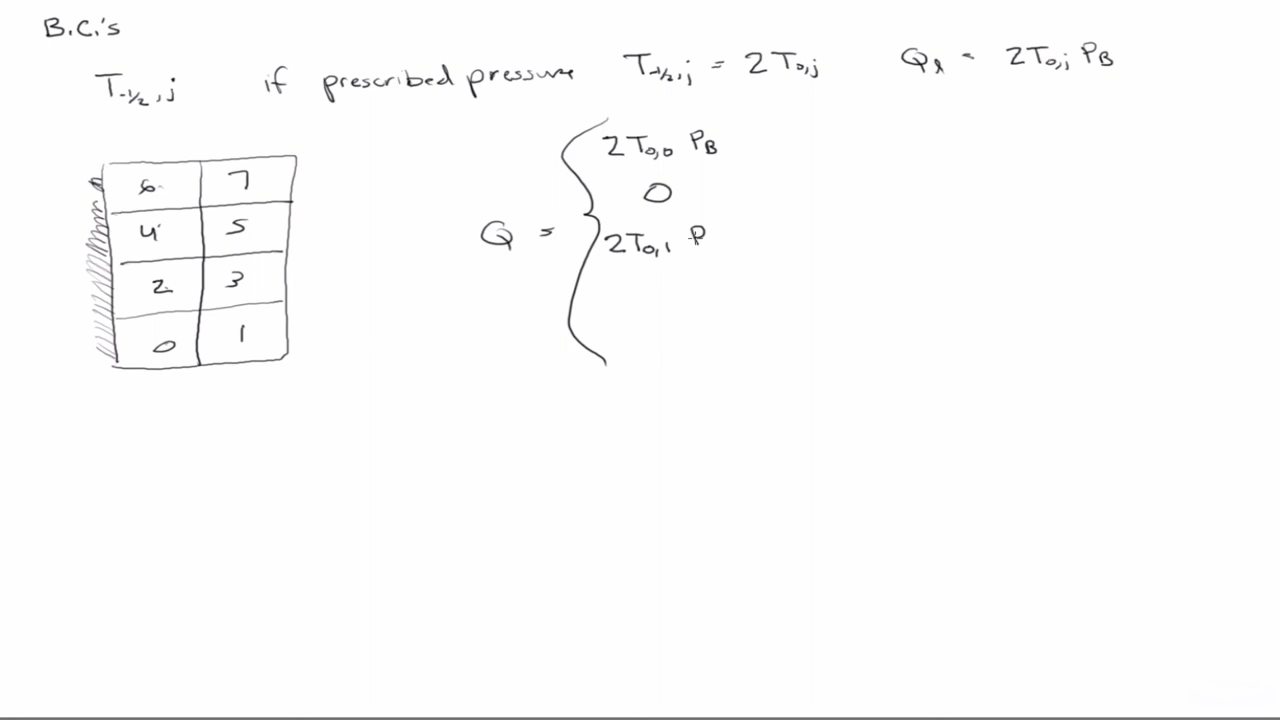 B.C.'s
T-1/2,j if prescribed pressure T-1/2,j = 2T0,j Ql = 2T0,j PB
2T0,0 PB
6 7
0
4 5
Q = 2T0,1 P
2 3
0 1